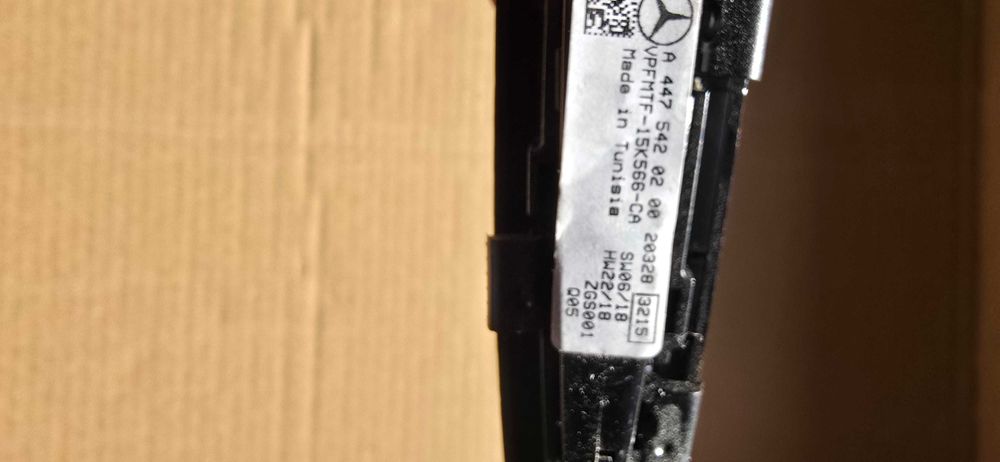 A 447 542 02 00 20328 3215
VPFMTF-15K566-CA SW06/18
Made in Tunisia HW22/18
ZGS001
Q05